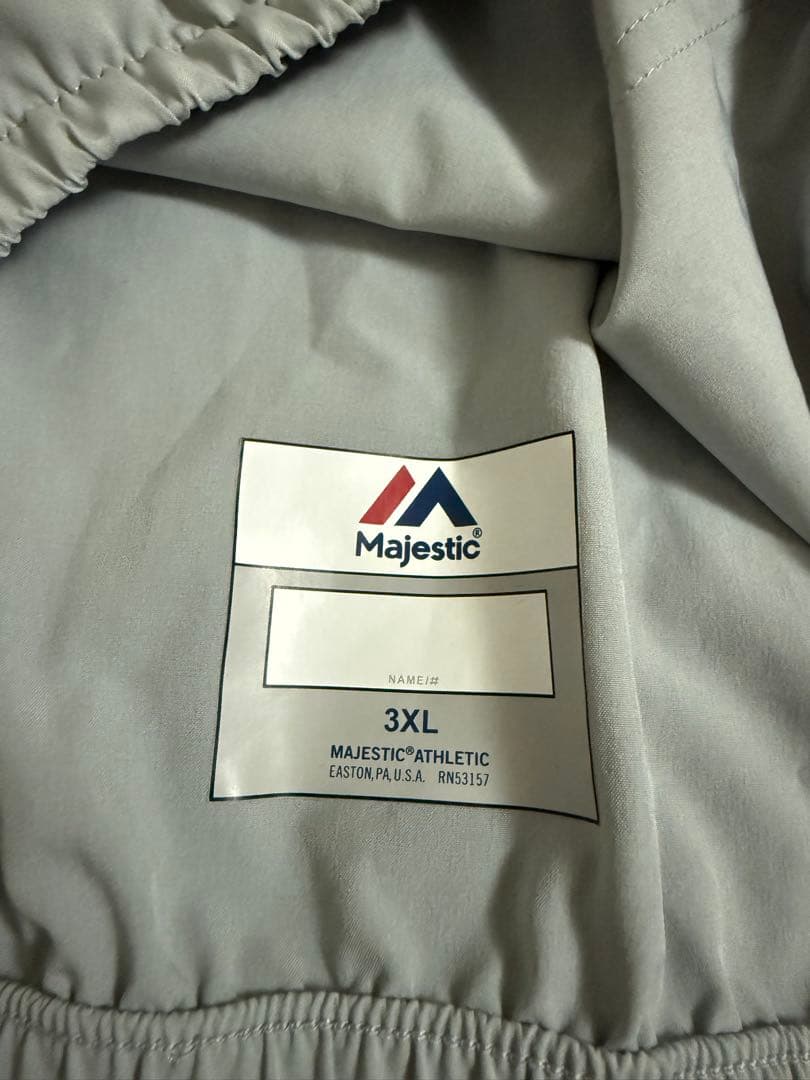 Majestic®
NAME/#
3XL
MAJESTIC®ATHLETIC
EASTON, PA, U.S.A. RN53157